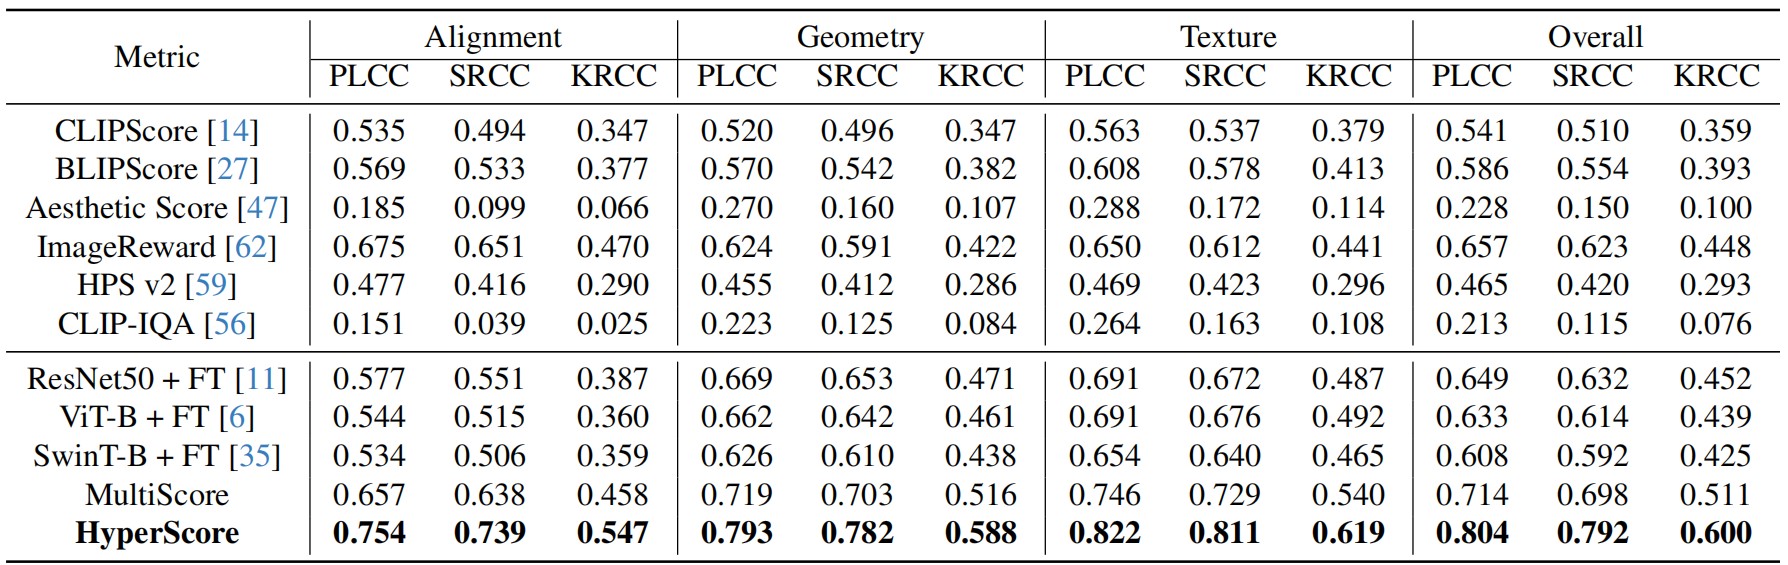 Metric Alignment Geometry Texture Overall
PLCC SRCC KRCC PLCC SRCC KRCC PLCC SRCC KRCC PLCC SRCC KRCC
CLIPScore [14] 0.535 0.494 0.347 0.520 0.496 0.347 0.563 0.537 0.379 0.541 0.510 0.359
BLIPScore [27] 0.569 0.533 0.377 0.570 0.542 0.382 0.608 0.578 0.413 0.586 0.554 0.393
Aesthetic Score [47] 0.185 0.099 0.066 0.270 0.160 0.107 0.288 0.172 0.114 0.228 0.150 0.100
ImageReward [62] 0.675 0.651 0.470 0.624 0.591 0.422 0.650 0.612 0.441 0.657 0.623 0.448
HPS v2 [59] 0.477 0.416 0.290 0.455 0.412 0.286 0.469 0.423 0.296 0.465 0.420 0.293
CLIP-IQA [56] 0.151 0.039 0.025 0.223 0.125 0.084 0.264 0.163 0.108 0.213 0.115 0.076
ResNet50 + FT [11] 0.577 0.551 0.387 0.669 0.653 0.471 0.691 0.672 0.487 0.649 0.632 0.452
ViT-B + FT [6] 0.544 0.515 0.360 0.662 0.642 0.461 0.691 0.676 0.492 0.633 0.614 0.439
SwinT-B + FT [35] 0.534 0.506 0.359 0.626 0.610 0.438 0.654 0.640 0.465 0.608 0.592 0.425
MultiScore 0.657 0.638 0.458 0.719 0.703 0.516 0.746 0.729 0.540 0.714 0.698 0.511
HyperScore 0.754 0.739 0.547 0.793 0.782 0.588 0.822 0.811 0.619 0.804 0.792 0.600